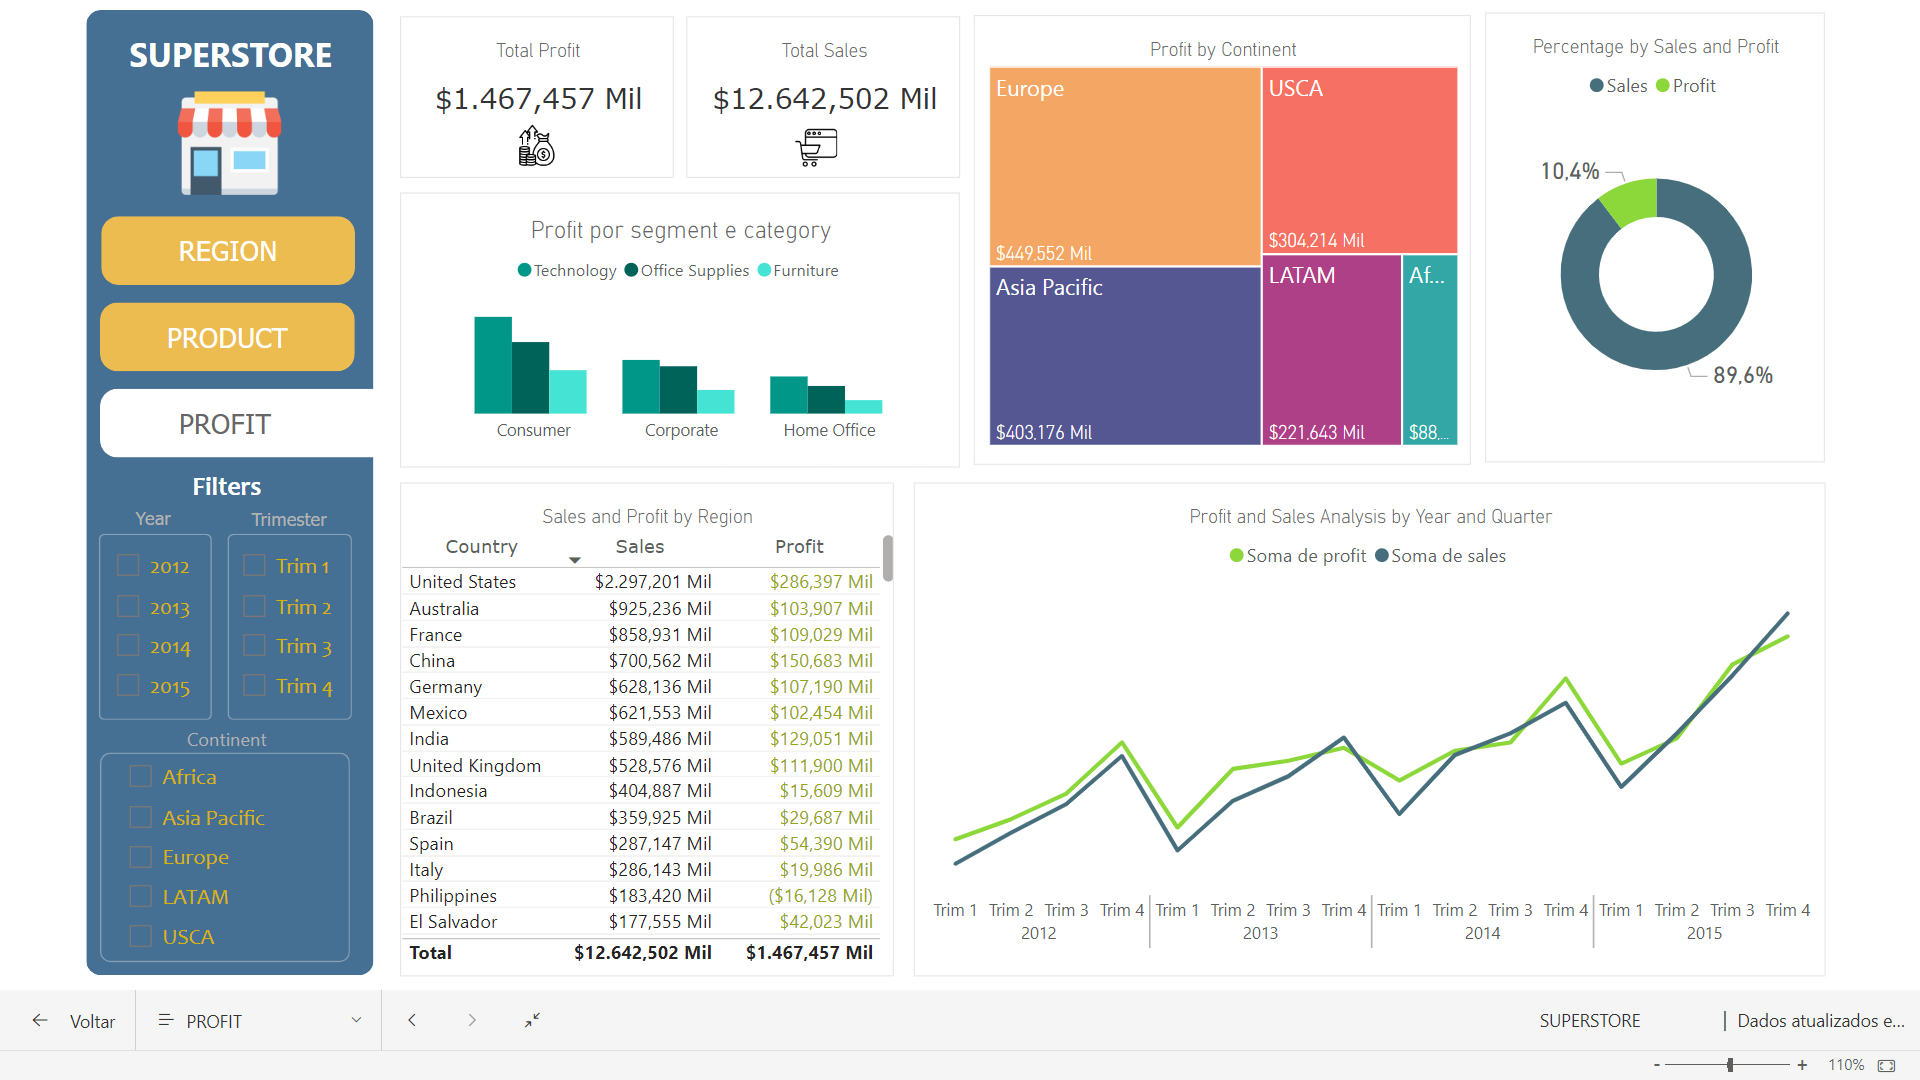 SUPERSTORE
REGION
PRODUCT
PROFIT
Filters
Year
Trimester
2012
2013
2014
2015
Trim 1
Trim 2
Trim 3
Trim 4
Continent
Africa
Asia Pacific
Europe
LATAM
USCA
Total Profit
$1.467,457 Mil
Total Sales
$12.642,502 Mil
Profit por segment e category
Technology Office Supplies Furniture
Consumer Corporate Home Office
Profit by Continent
Europe
$449,552 Mil
USCA
$304,214 Mil
Asia Pacific
$403,176 Mil
LATAM
$221,643 Mil
Af...
$88,...
Percentage by Sales and Profit
Sales Profit
10,4%
89,6%
Sales and Profit by Region
Country Sales Profit
United States $2.297,201 Mil $286,397 Mil
Australia $925,236 Mil $103,907 Mil
France $858,931 Mil $109,029 Mil
China $700,562 Mil $150,683 Mil
Germany $628,136 Mil $107,190 Mil
Mexico $621,553 Mil $102,454 Mil
India $589,486 Mil $129,051 Mil
United Kingdom $528,576 Mil $111,900 Mil
Indonesia $404,887 Mil $15,609 Mil
Brazil $359,925 Mil $29,687 Mil
Spain $287,147 Mil $54,390 Mil
Italy $286,143 Mil $19,986 Mil
Philippines $183,420 Mil ($16,128 Mil)
El Salvador $177,555 Mil $42,023 Mil
Total $12.642,502 Mil $1.467,457 Mil
Profit and Sales Analysis by Year and Quarter
Soma de profit Soma de sales
Trim 1 Trim 2 Trim 3 Trim 4 Trim 1 Trim 2 Trim 3 Trim 4 Trim 1 Trim 2 Trim 3 Trim 4 Trim 1 Trim 2 Trim 3 Trim 4
2012 2013 2014 2015
Voltar
PROFIT
SUPERSTORE
Dados atualizados e...
- + 110%